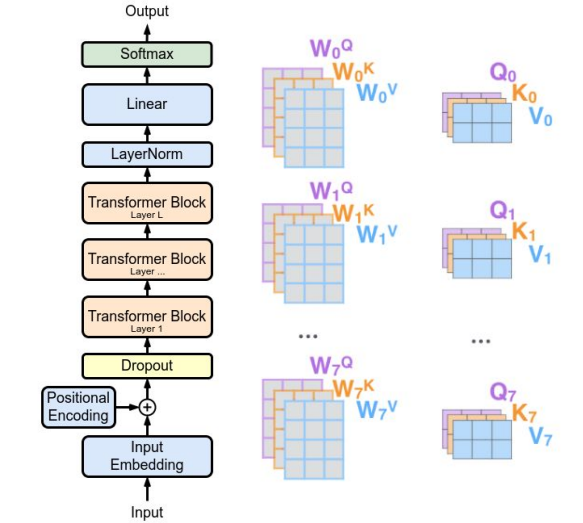 Output
Softmax
Linear
LayerNorm
Transformer Block
Layer L
Transformer Block
Layer ...
Transformer Block
Layer 1
Dropout
Positional
Encoding
+
Input
Embedding
Input
W₀Q
W₀K
W₀V
Q₀
K₀
V₀
W₁Q
W₁K
W₁V
Q₁
K₁
V₁
...
...
W₇Q
W₇K
W₇V
Q₇
K₇
V₇